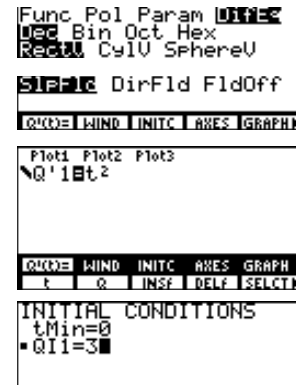 Func Pol Param DifEq
Dec Bin Oct Hex
RectV CylV SphereV
SlpFld DirFld FldOff
Q'(t)= WIND INITC AXES GRAPH
Plot1 Plot2 Plot3
\Q'1=t²
Q'(t)= WIND INITC AXES GRAPH
t Q INSf DELf SELCT
INITIAL CONDITIONS
tMin=0
QI1=3